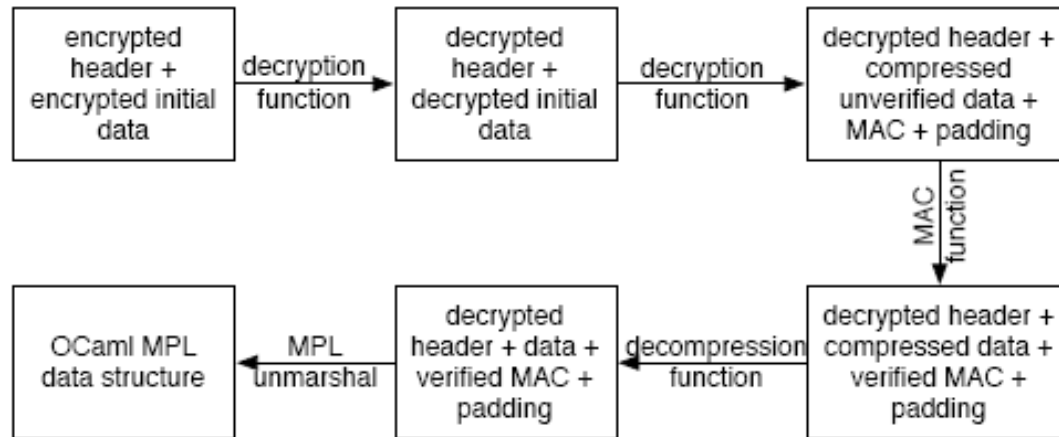 encrypted
header +
encrypted initial
data
decryption
function
decrypted
header +
decrypted initial
data
decryption
function
decrypted header +
compressed
unverified data +
MAC + padding
MAC
function
decrypted header +
compressed data +
verified MAC +
padding
decompression
function
decrypted
header + data +
verified MAC +
padding
MPL
unmarshal
OCaml MPL
data structure